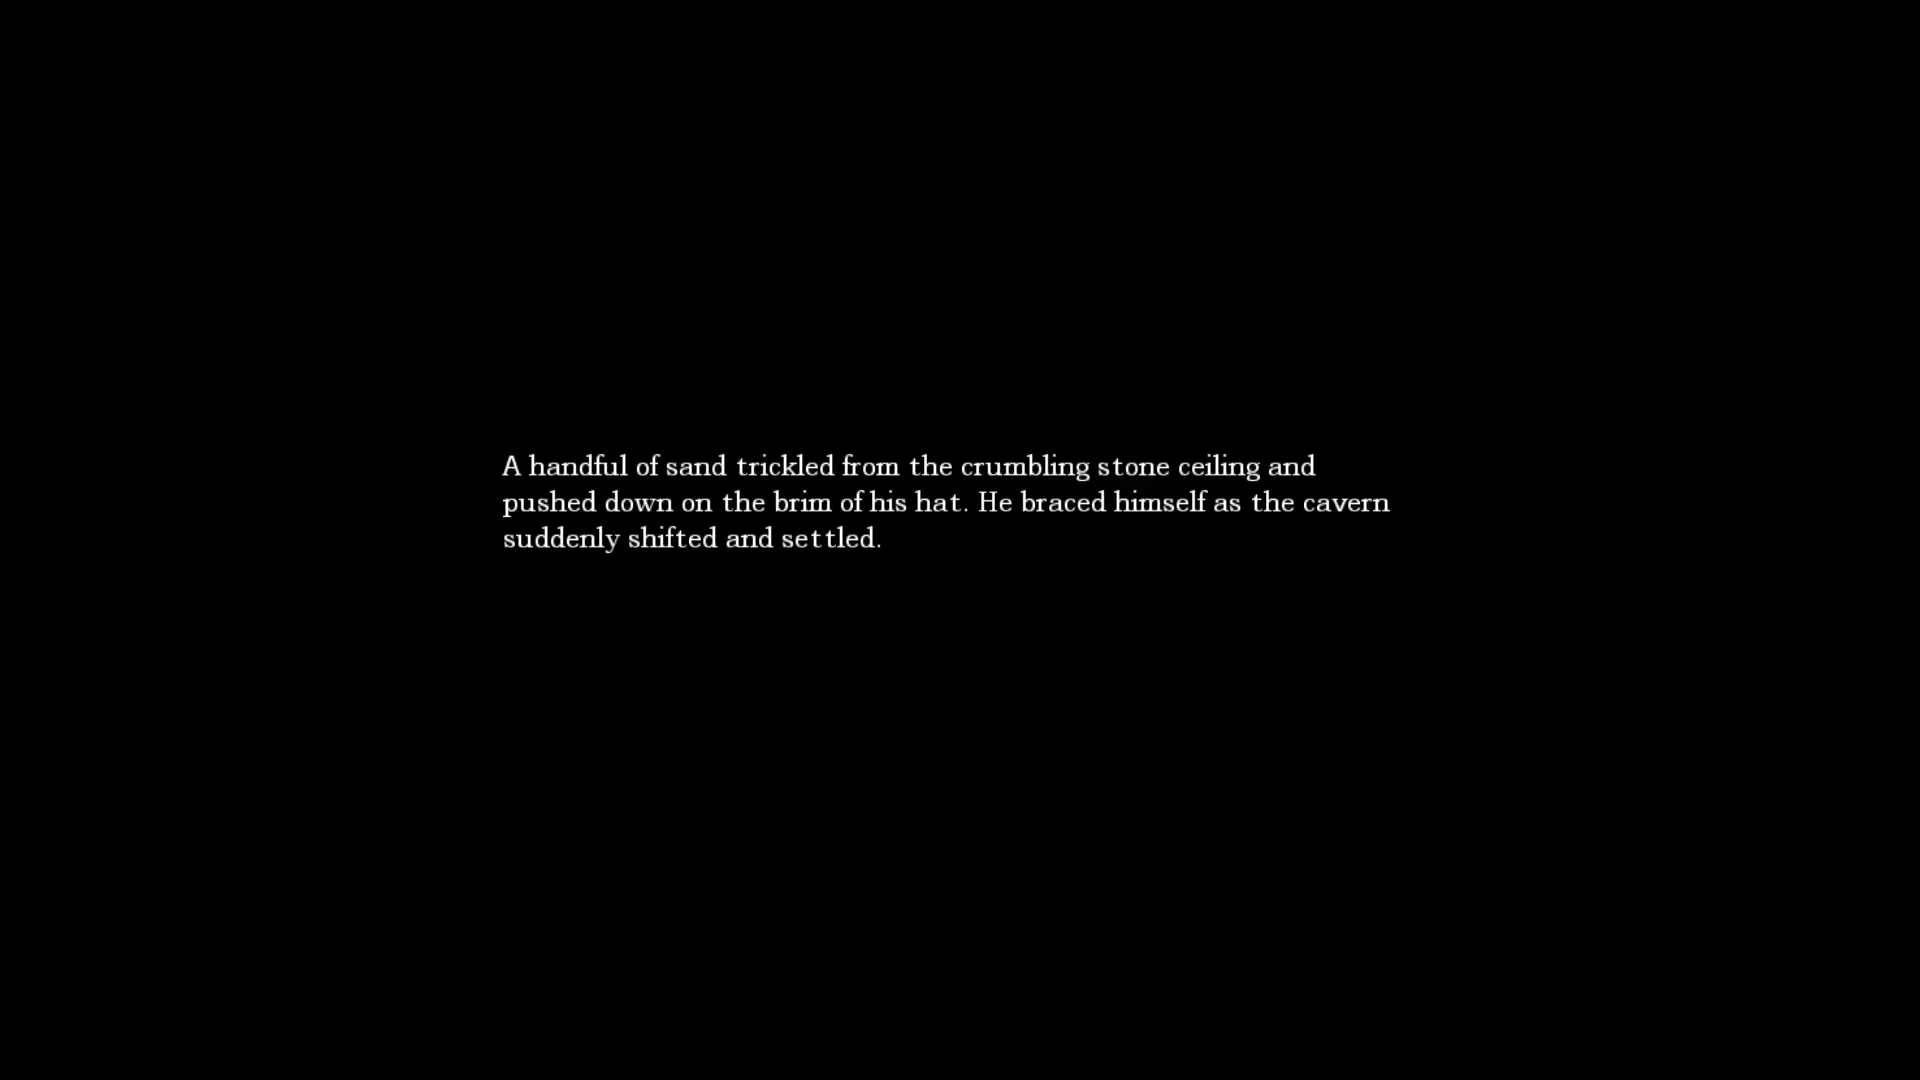 A handful of sand trickled from the crumbling stone ceiling and
pushed down on the brim of his hat. He braced himself as the cavern
suddenly shifted and settled.